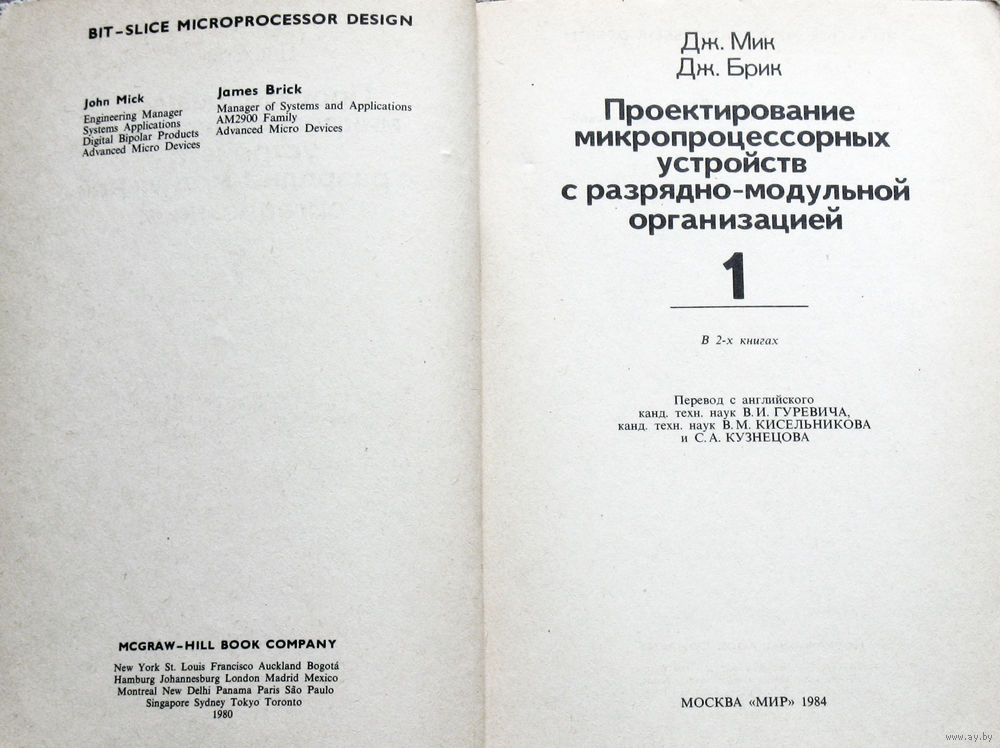 BIT-SLICE MICROPROCESSOR DESIGN
John Mick
Engineering Manager
Systems Applications
Digital Bipolar Products
Advanced Micro Devices
James Brick
Manager of Systems and Applications
AM2900 Family
Advanced Micro Devices
MCGRAW-HILL BOOK COMPANY
New York St. Louis Francisco Auckland Bogotá
Hamburg Johannesburg London Madrid Mexico
Montreal New Delhi Panama Paris São Paulo
Singapore Sydney Tokyo Toronto
1980
Дж. Мик
Дж. Брик
Проектирование
микропроцессорных
устройств
с разрядно-модульной
организацией
1
В 2-х книгах
Перевод с английского
канд. техн. наук В. И. ГУРЕВИЧА,
канд. техн. наук В. М. КИСЕЛЬНИКОВА
и С. А. КУЗНЕЦОВА
МОСКВА «МИР» 1984
www.ay.by